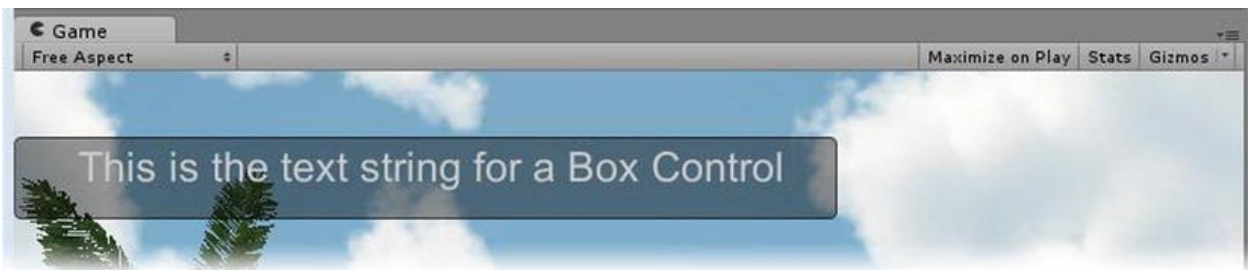 Game
Free Aspect Maximize on Play Stats Gizmos
This is the text string for a Box Control